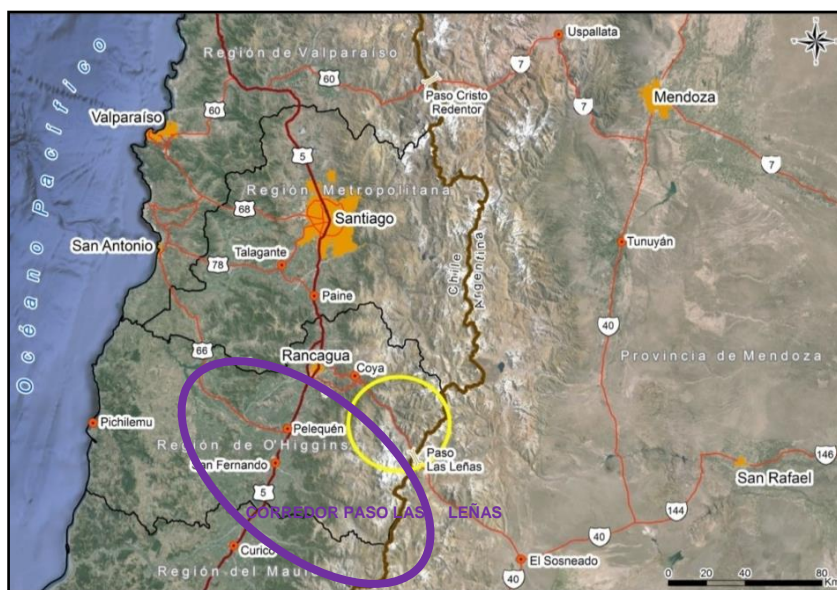 Océano pacífico
Región de Valparaíso
Uspallata
7
60
Paso Cristo
Redentor
Mendoza
Valparaíso
60
7
7
5
Región Metropolitana
68
Santiago
San Antonio
Talagante
78
Tunuyán
Chile
Argentina
Paine
40
66
Rancagua
Coya
Provincia de Mendoza
Pichilemu
Pelequén
Región de O'Higgins
Paso
Las Leñas
146
San Fernando
San Rafael
5
CORREDOR PASO LAS LEÑAS
144
40
Curicó
El Sosneado
Región del Maule
40
0 20 40 80
Km